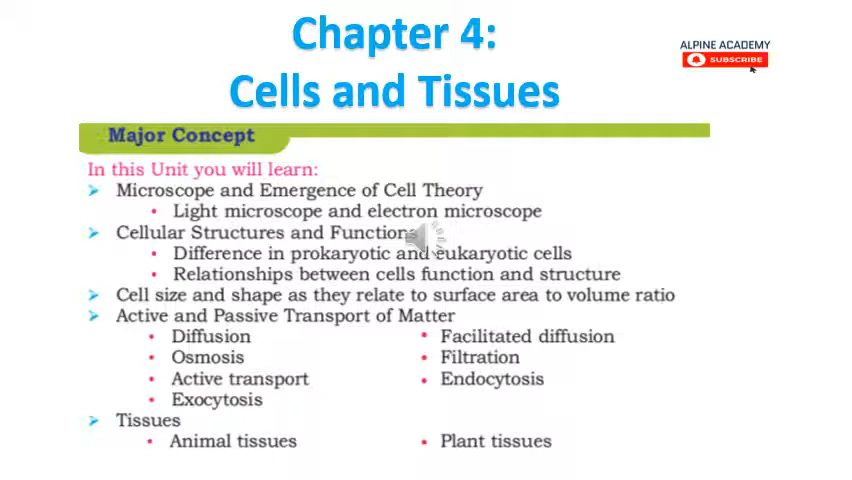 Chapter 4:
Cells and Tissues
ALPINE ACADEMY
SUBSCRIBE
Major Concept
In this Unit you will learn:
➤ Microscope and Emergence of Cell Theory
• Light microscope and electron microscope
➤ Cellular Structures and Functions
• Difference in prokaryotic and eukaryotic cells
• Relationships between cells function and structure
➤ Cell size and shape as they relate to surface area to volume ratio
➤ Active and Passive Transport of Matter
• Diffusion • Facilitated diffusion
• Osmosis • Filtration
• Active transport • Endocytosis
• Exocytosis
➤ Tissues
• Animal tissues • Plant tissues